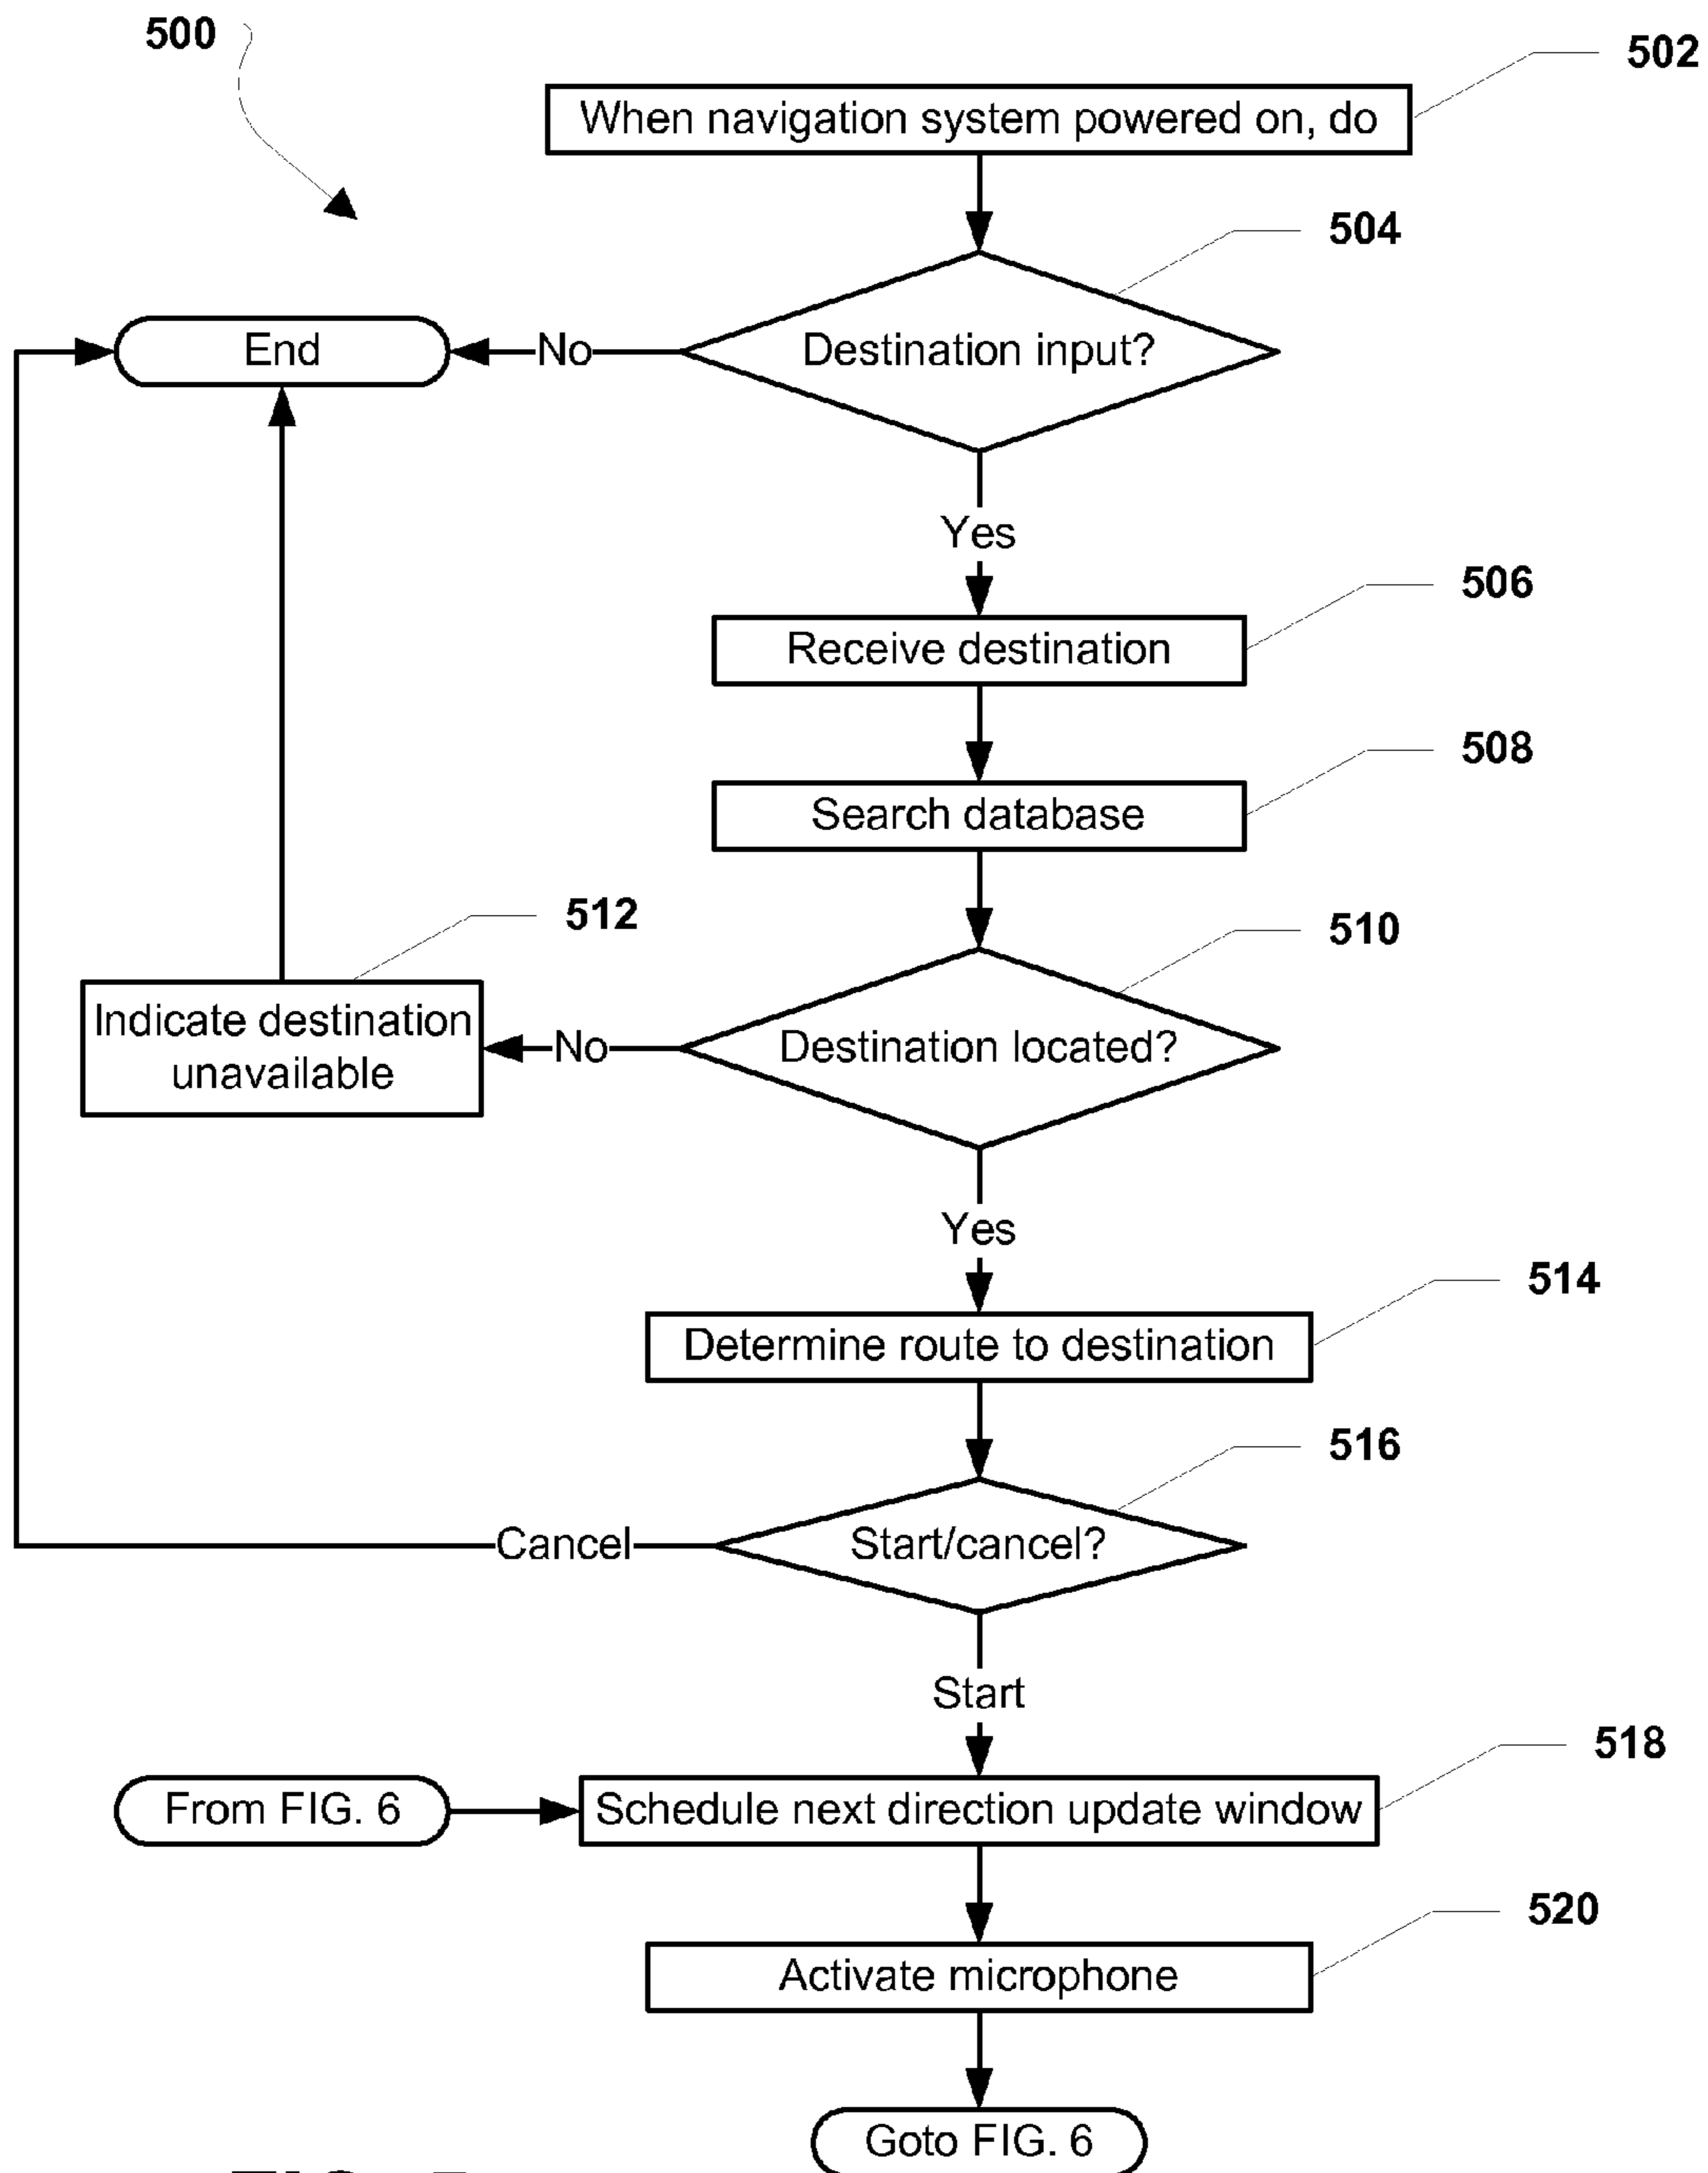 500
502
When navigation system powered on, do
504
End
No
Destination input?
Yes
506
Receive destination
508
Search database
512
510
Indicate destination
unavailable
No
Destination located?
Yes
514
Determine route to destination
516
Cancel
Start/cancel?
Start
518
From FIG. 6
Schedule next direction update window
520
Activate microphone
Goto FIG. 6